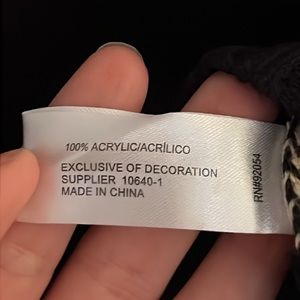 100% ACRYLIC/ACRÍLICO
EXCLUSIVE OF DECORATION
SUPPLIER 10640-1
MADE IN CHINA
RN#92054